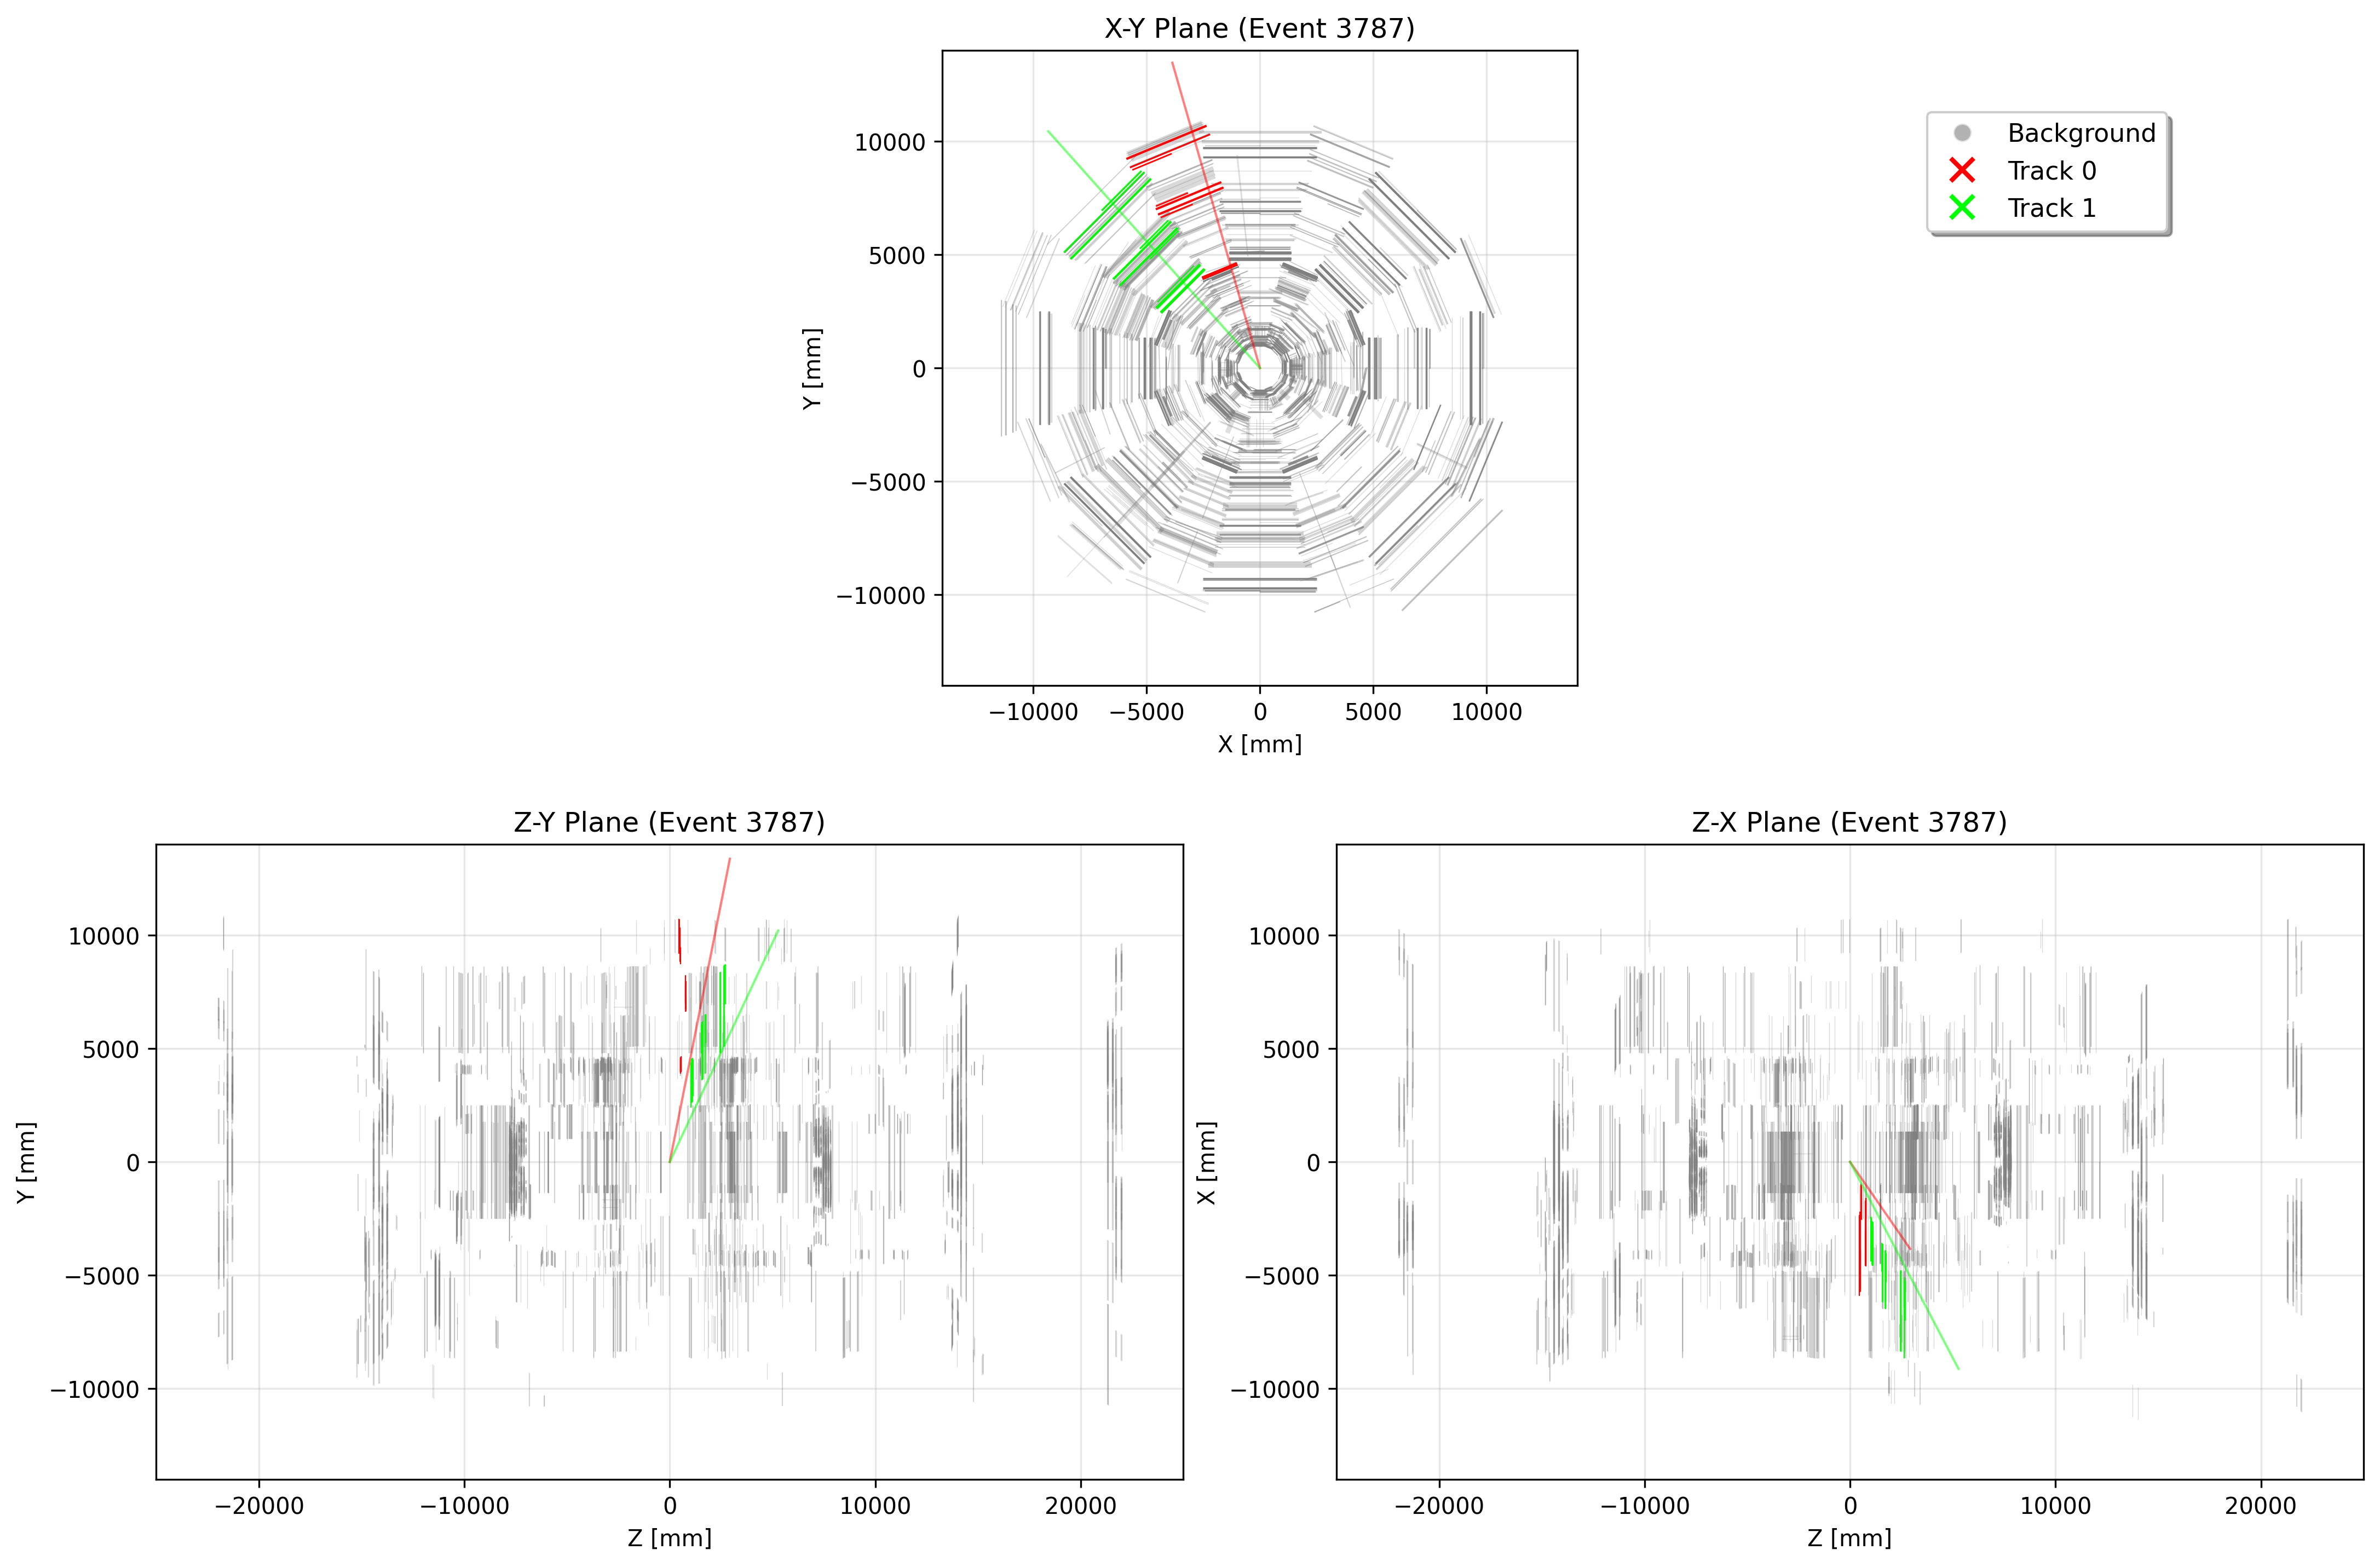 X-Y Plane (Event 3787)
Background
Track 0
Track 1
10000
5000
0
−5000
−10000
Y [mm]
−10000 −5000 0 5000 10000
X [mm]
Z-Y Plane (Event 3787)
10000
5000
0
−5000
−10000
Y [mm]
−20000 −10000 0 10000 20000
Z [mm]
Z-X Plane (Event 3787)
10000
5000
0
−5000
−10000
X [mm]
−20000 −10000 0 10000 20000
Z [mm]